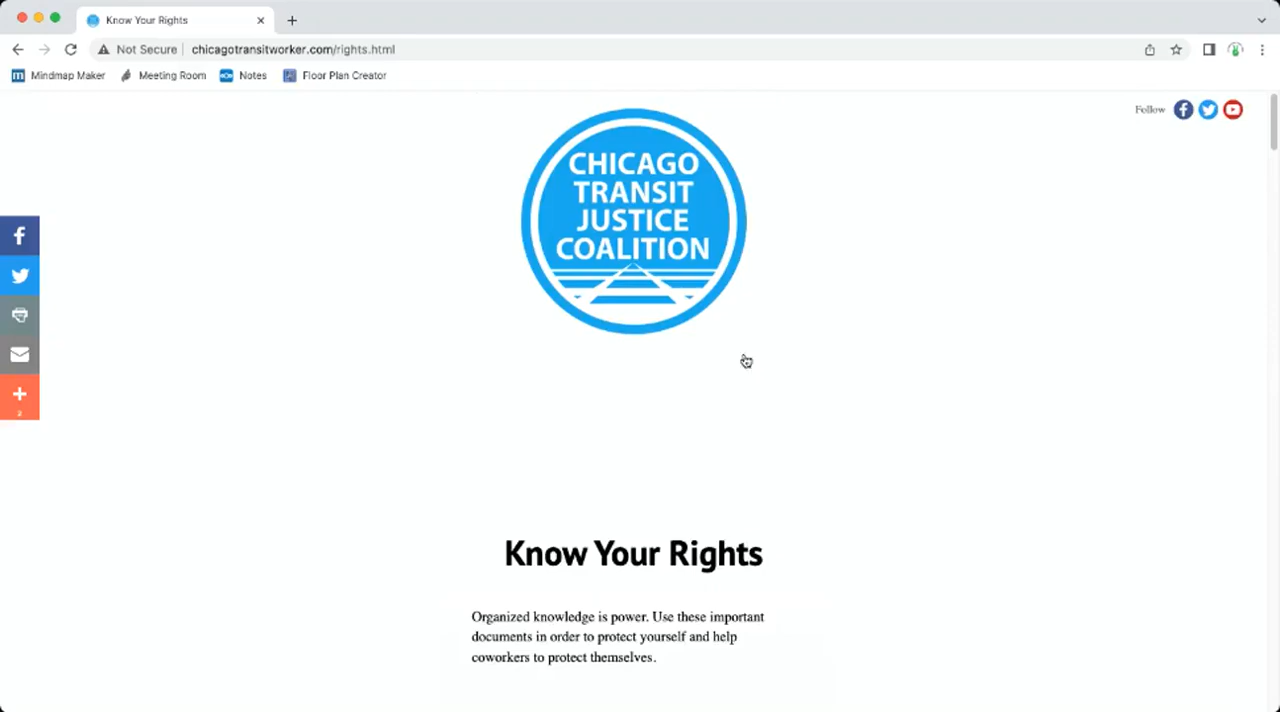 Know Your Rights
Not Secure
chicagotransitworker.com/rights.html
Mindmap Maker
Meeting Room
Notes
Floor Plan Creator
Follow
CHICAGO
TRANSIT
JUSTICE
COALITION
2
Know Your Rights
Organized knowledge is power. Use these important
documents in order to protect yourself and help
coworkers to protect themselves.